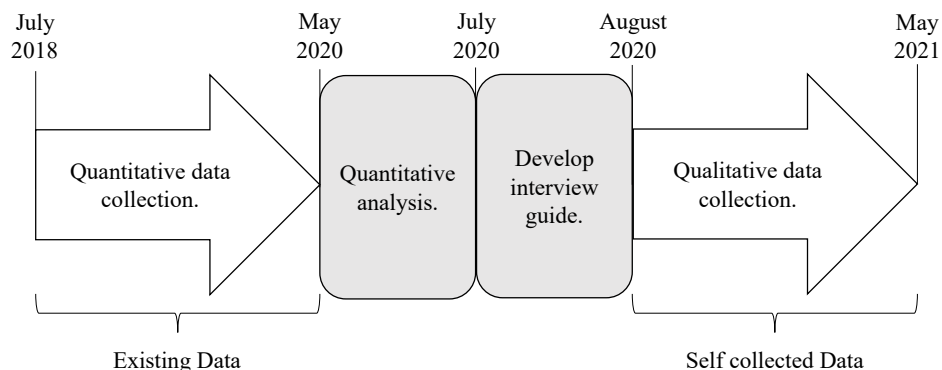 July
2018
May
2020
July
2020
August
2020
May
2021
Quantitative data
collection.
Quantitative
analysis.
Develop
interview
guide.
Qualitative data
collection.
Existing Data
Self collected Data